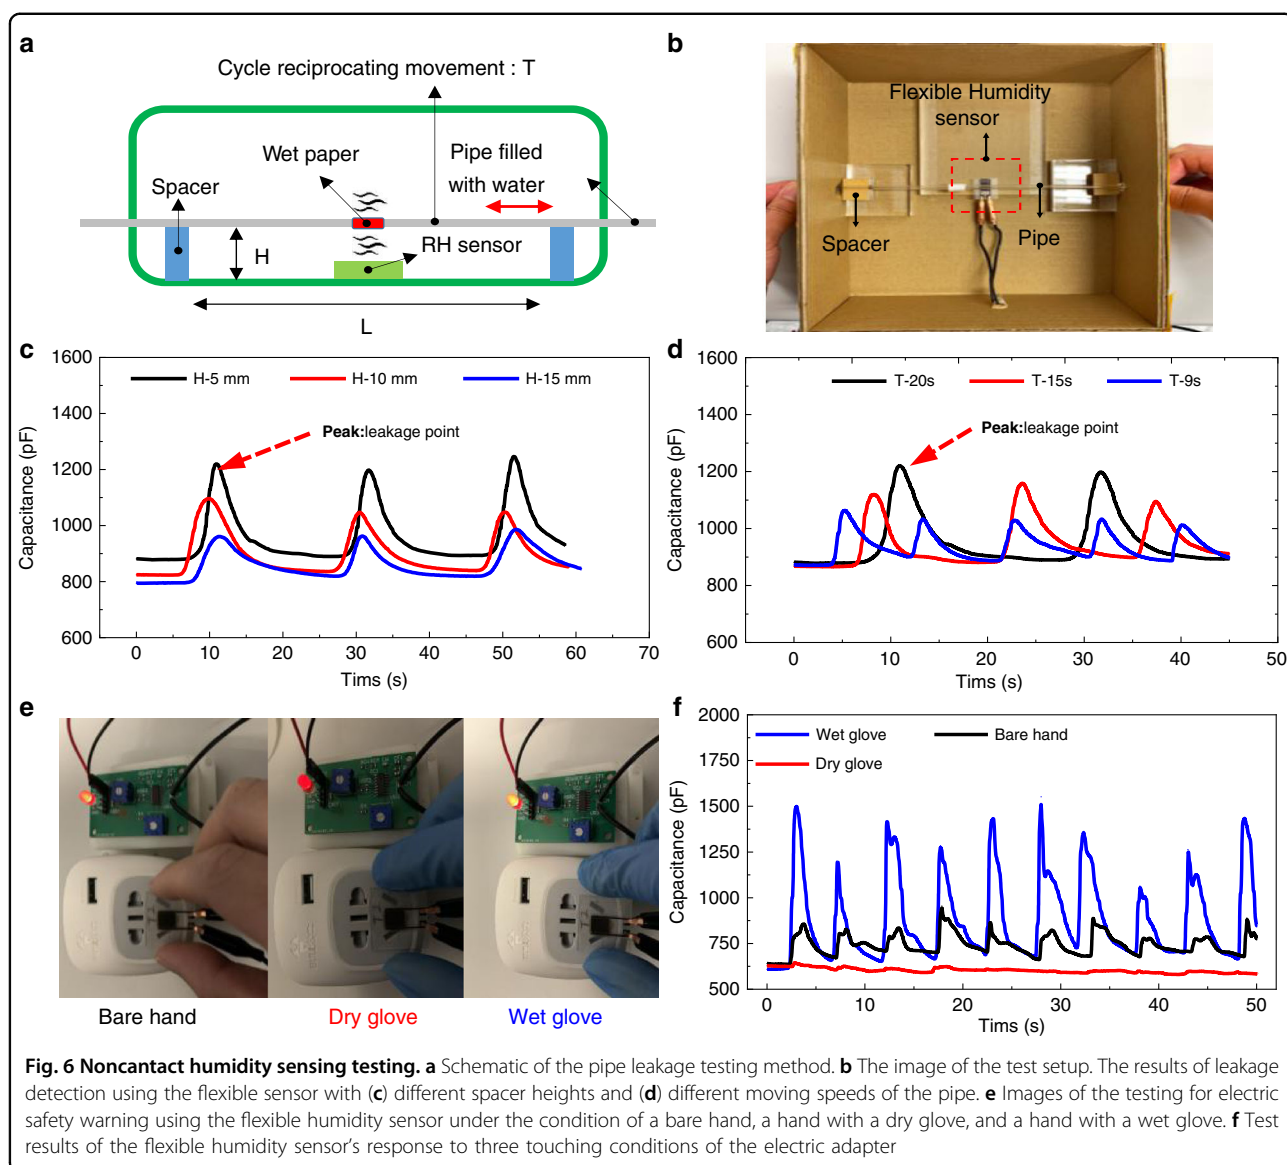 a
Cycle reciprocating movement : T
Wet paper
Pipe filled
with water
Spacer
H
RH sensor
L
b
Flexible Humidity
sensor
Spacer
Pipe
c
1600
1400
1200
1000
800
600
Capacitance (pF)
H-5 mm
H-10 mm
H-15 mm
Peak:leakage point
0 10 20 30 40 50 60 70
Tims (s)
d
1600
1400
1200
1000
800
600
Capacitance (pF)
T-20s
T-15s
T-9s
Peak:leakage point
0 10 20 30 40 50
Tims (s)
e
Bare hand
Dry glove
Wet glove
f
2000
1750
1500
1250
1000
750
500
Capacitance (pF)
Wet glove
Bare hand
Dry glove
0 10 20 30 40 50
Tims (s)
Fig. 6 Noncantact humidity sensing testing. a Schematic of the pipe leakage testing method. b The image of the test setup. The results of leakage
detection using the flexible sensor with (c) different spacer heights and (d) different moving speeds of the pipe. e Images of the testing for electric
safety warning using the flexible humidity sensor under the condition of a bare hand, a hand with a dry glove, and a hand with a wet glove. f Test
results of the flexible humidity sensor's response to three touching conditions of the electric adapter